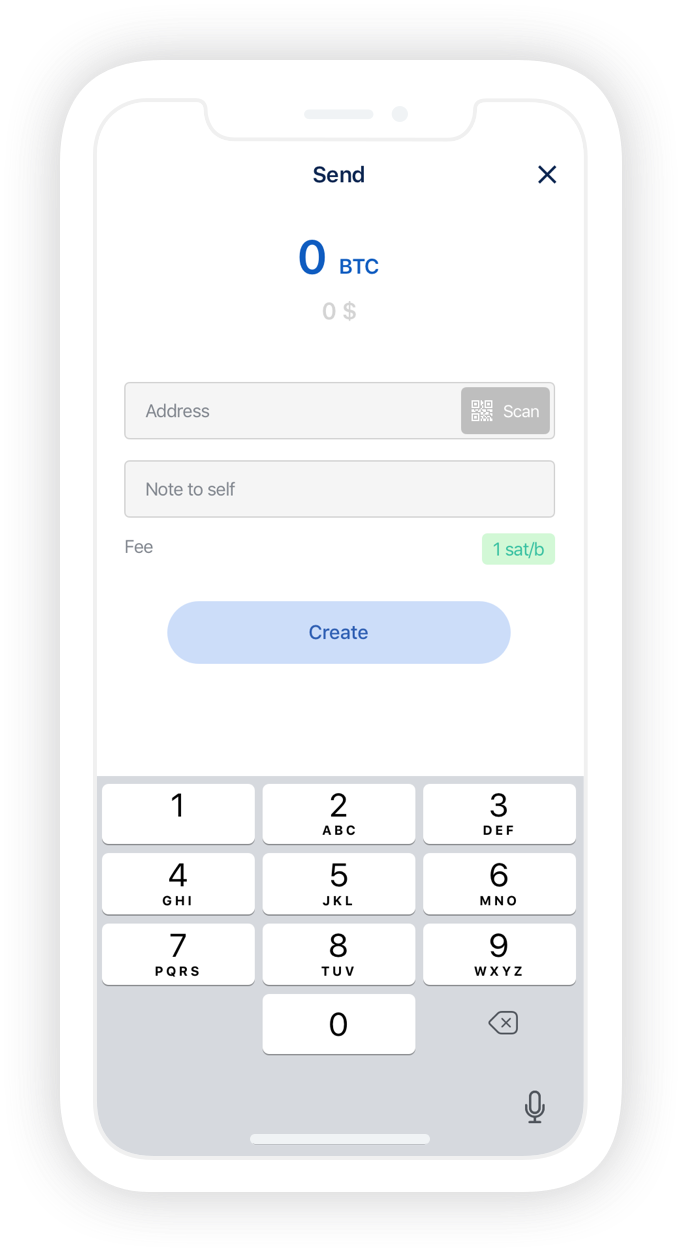 Send
0 BTC
0 $
Address
Scan
Note to self
Fee
1 sat/b
Create
1
2
3
ABC
DEF
4
5
6
GHI
JKL
MNO
7
8
9
PQRS
TUV
WXYZ
0